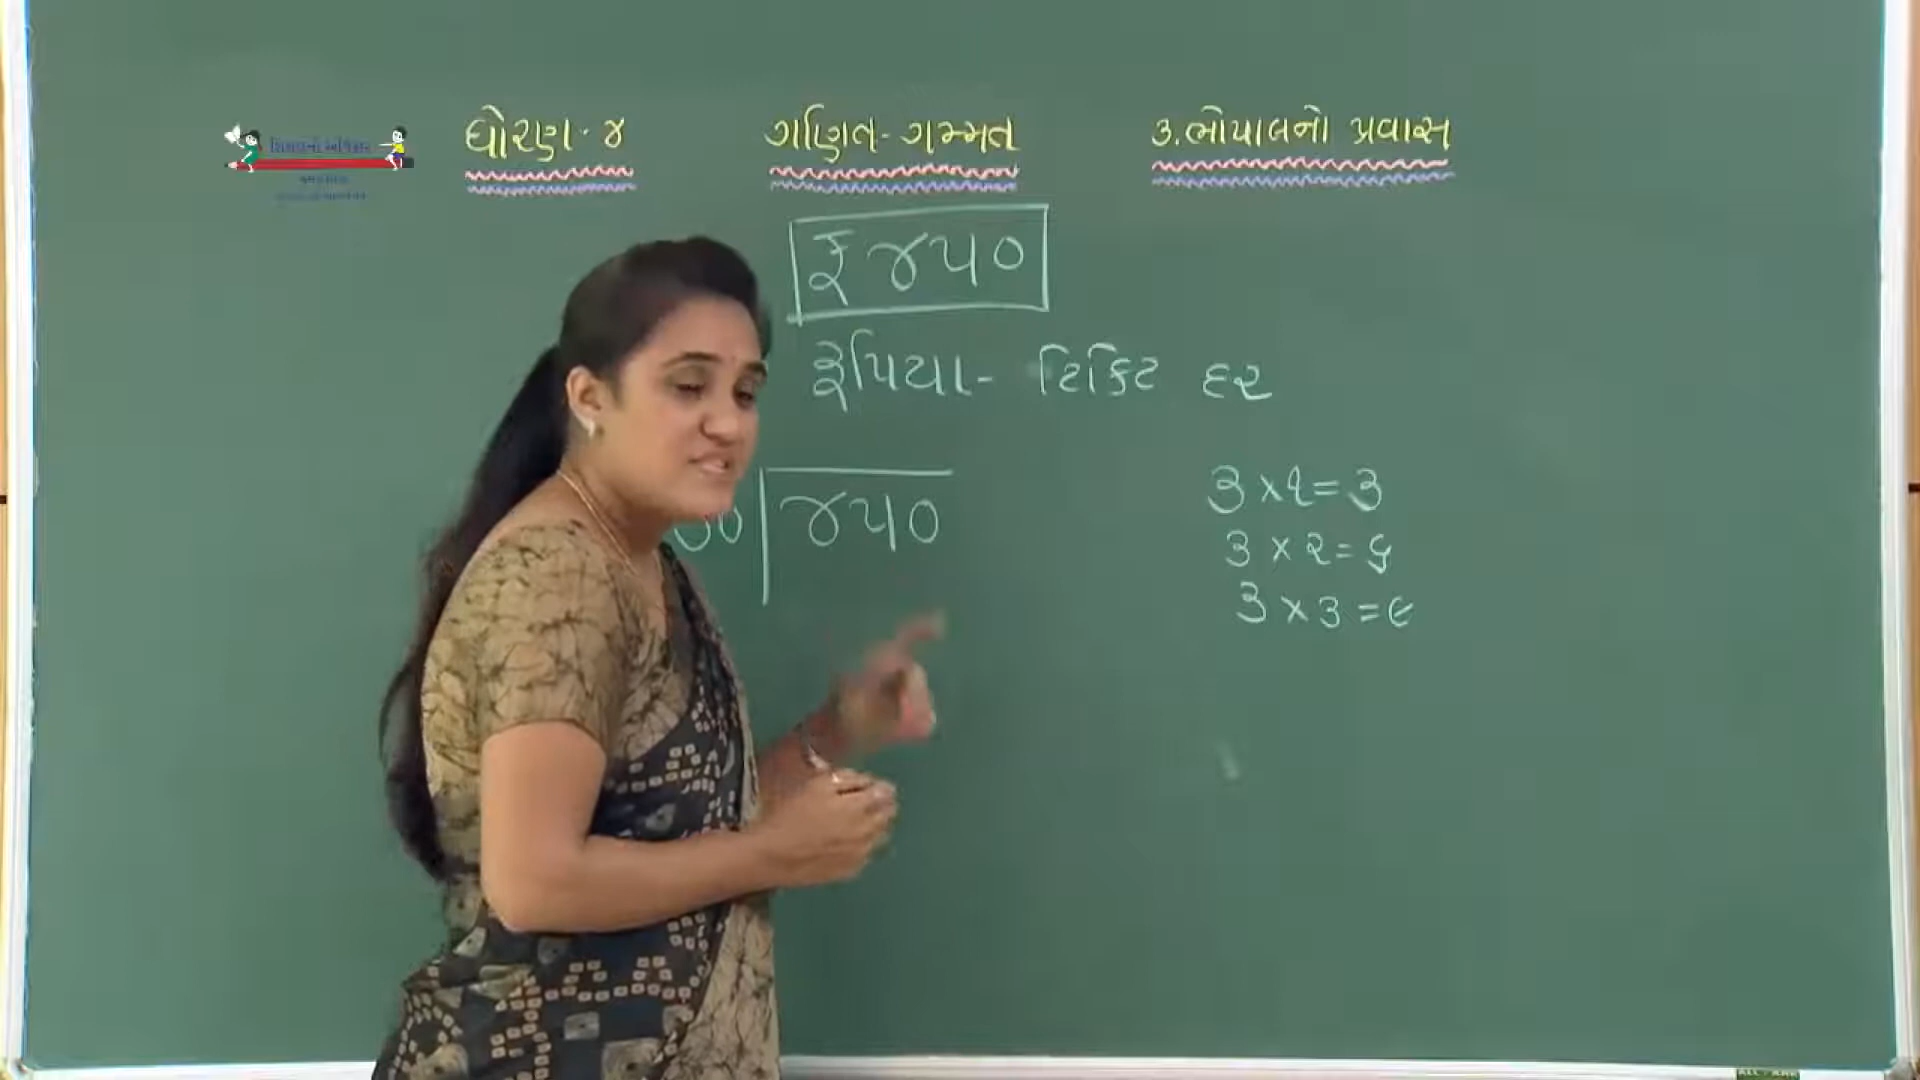 ધોરણ - ૪
ગણિત - ગમ્મત
૩. ભોપાલનો પ્રવાસ
₹ ૪૫૦
રૂપિયા - ટિકિટ દર
૪૫૦
૩ × ૧ = ૩
૩ × ૨ = ૬
૩ × ૩ = ૯